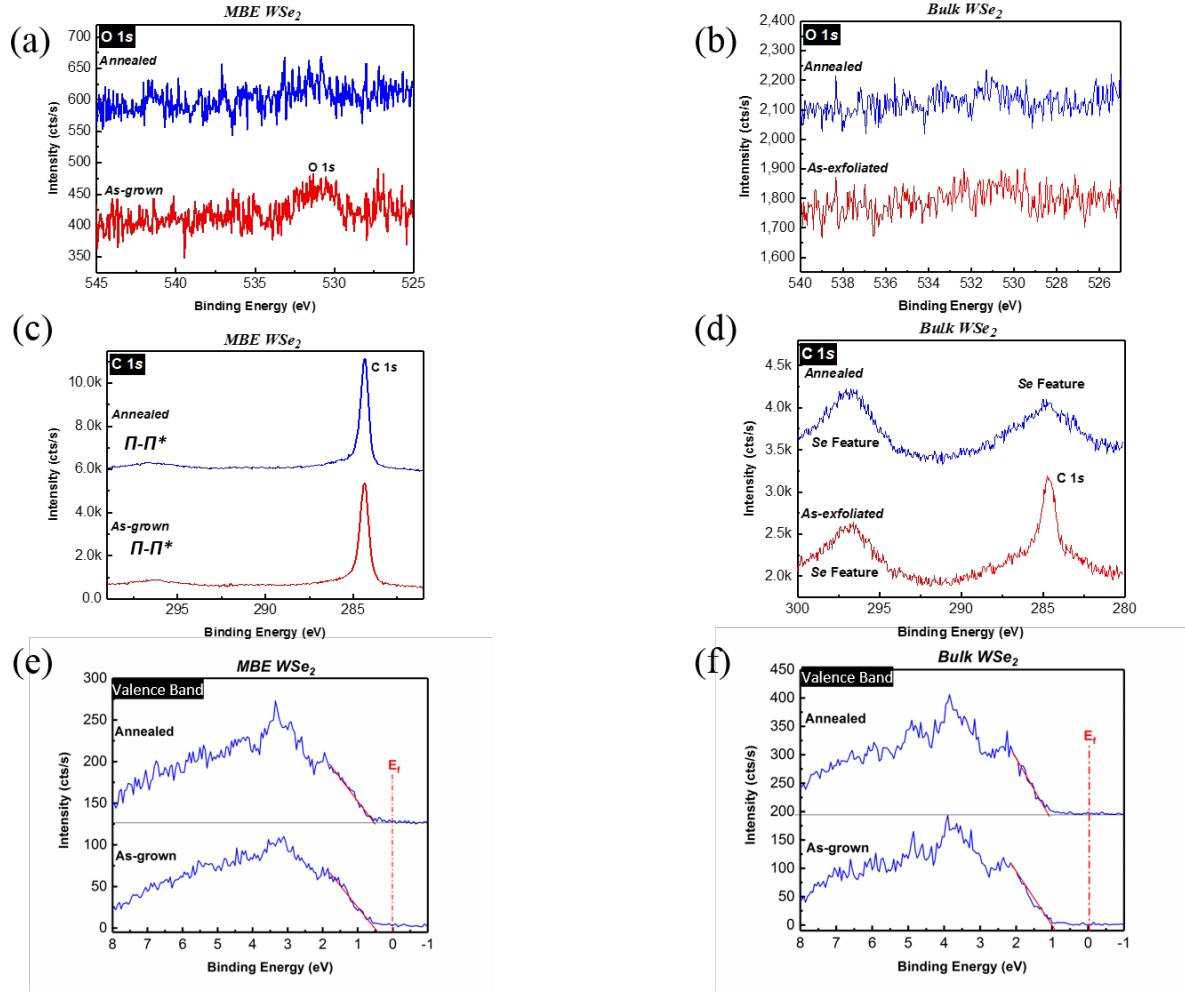 (a)
MBE WSe2
O 1s
Annealed
As-grown
O 1s
700
650
600
550
500
450
400
350
545
540
535
530
525
Intensity (cts/s)
Binding Energy (eV)
(b)
Bulk WSe2
O 1s
Annealed
As-exfoliated
2,400
2,300
2,200
2,100
2,000
1,900
1,800
1,700
1,600
540
538
536
534
532
530
528
526
Intennsity (cts/s)
Binding Energy (eV)
(c)
MBE WSe2
C 1s
C 1s
Annealed
Π-Π*
As-grown
Π-Π*
10.0k
8.0k
6.0k
4.0k
2.0k
0.0
295
290
285
Intensity (cts/s)
Binding Energy (eV)
(d)
Bulk WSe2
C 1s
Annealed
Se Feature
Se Feature
C 1s
As-exfoliated
Se Feature
4.5k
4.0k
3.5k
3.0k
2.5k
2.0k
300
295
290
285
280
Intensity (cts/s)
Binding Energy (eV)
(e)
MBE WSe2
Valence Band
Annealed
Ef
As-grown
300
250
200
150
100
50
0
8
7
6
5
4
3
2
1
0
-1
Intensity (cts/s)
Binding Energy (eV)
(f)
Bulk WSe2
Valence Band
Annealed
Ef
As-grown
450
400
350
300
250
200
150
100
50
0
8
7
6
5
4
3
2
1
0
-1
Intensity (cts/s)
Binding Energy (eV)